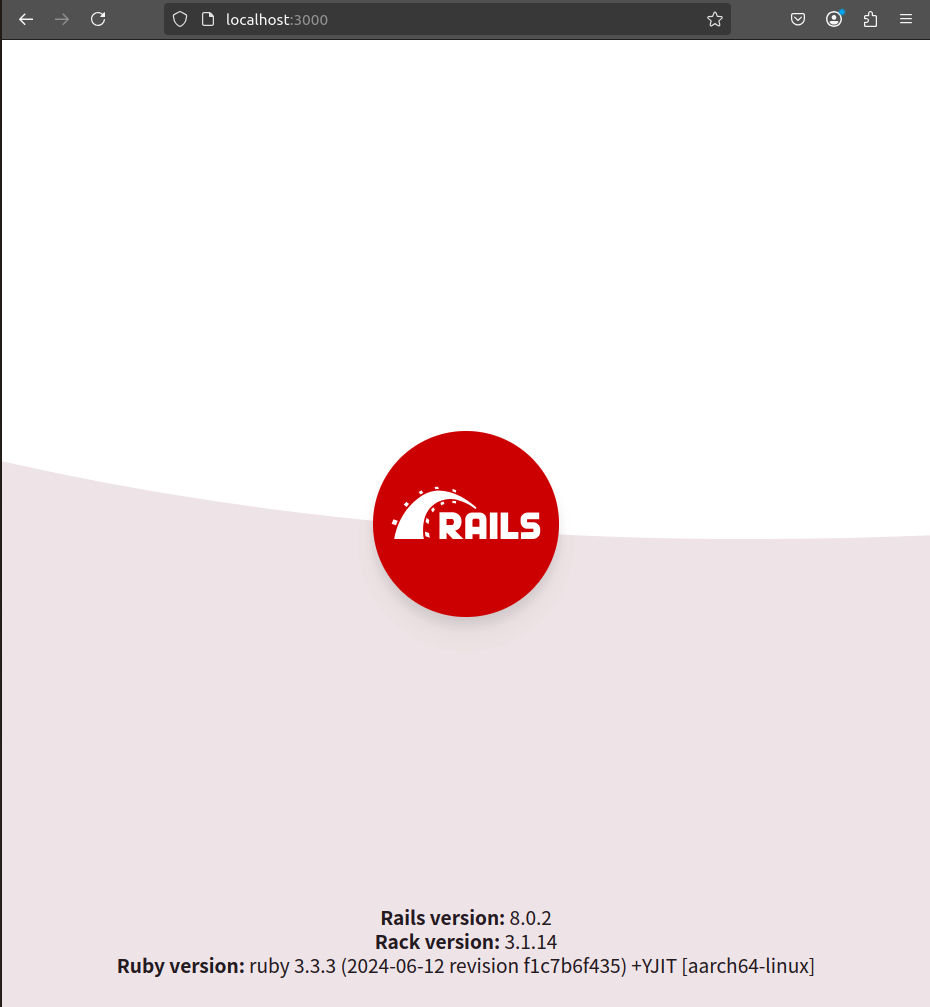 localhost:3000
RAILS
Rails version: 8.0.2
Rack version: 3.1.14
Ruby version: ruby 3.3.3 (2024-06-12 revision f1c7b6f435) +YJIT [aarch64-linux]